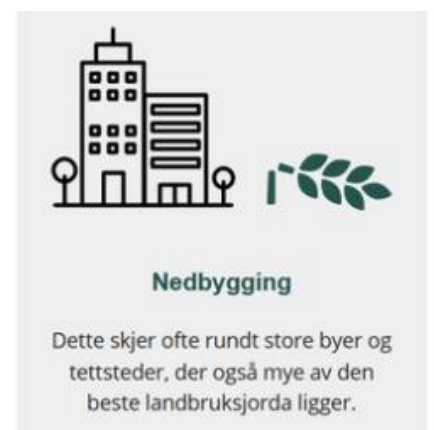 Nedbygging
Dette skjer ofte rundt store byer og
tettsteder, der også mye av den
beste landbruksjorda ligger.